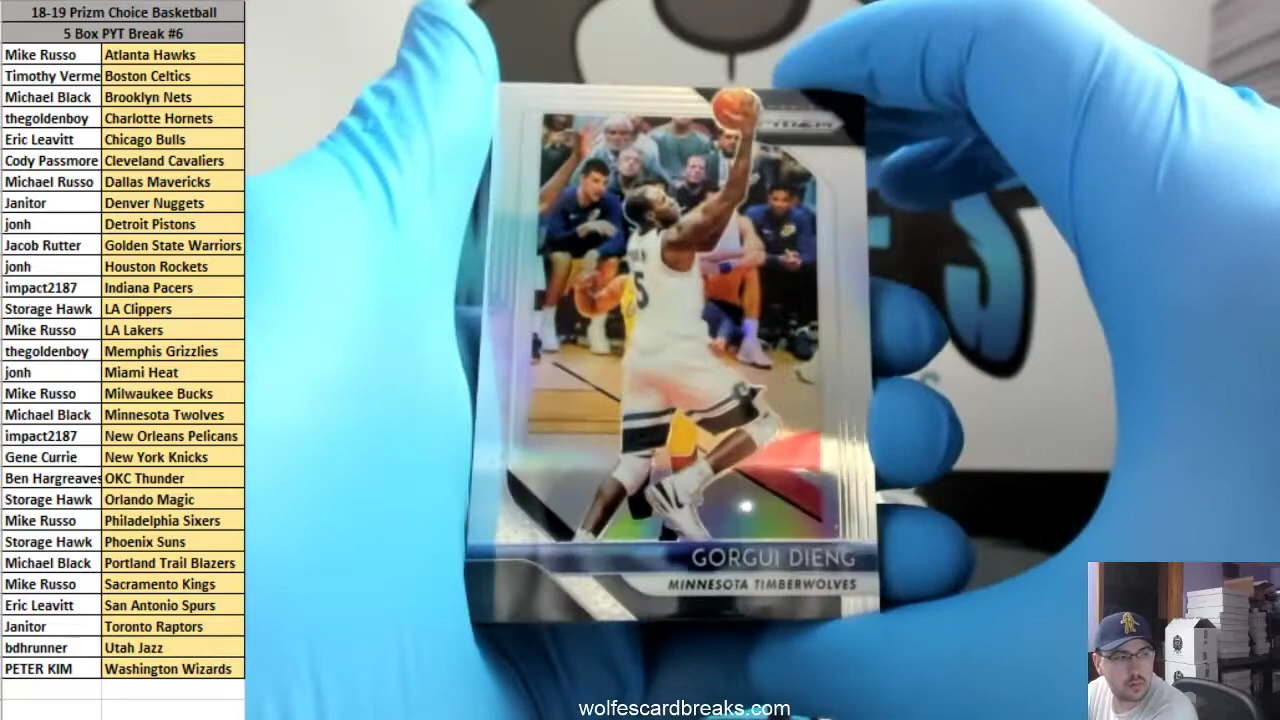 18-19 Prizm Choice Basketball
5 Box PYT Break #6
Mike Russo Atlanta Hawks
Timothy Verme Boston Celtics
Michael Black Brooklyn Nets
thegoldenboy Charlotte Hornets
Eric Leavitt Chicago Bulls
Cody Passmore Cleveland Cavaliers
Michael Russo Dallas Mavericks
Janitor Denver Nuggets
jonh Detroit Pistons
Jacob Rutter Golden State Warriors
jonh Houston Rockets
impact2187 Indiana Pacers
Storage Hawk LA Clippers
Mike Russo LA Lakers
thegoldenboy Memphis Grizzlies
jonh Miami Heat
Mike Russo Milwaukee Bucks
Michael Black Minnesota Twolves
impact2187 New Orleans Pelicans
Gene Currie New York Knicks
Ben Hargreaves OKC Thunder
Storage Hawk Orlando Magic
Mike Russo Philadelphia Sixers
Storage Hawk Phoenix Suns
Michael Black Portland Trail Blazers
Mike Russo Sacramento Kings
Eric Leavitt San Antonio Spurs
Janitor Toronto Raptors
bdhrunner Utah Jazz
PETER KIM Washington Wizards
5
GORGUI DIENG
MINNESOTA TIMBERWOLVES
wolfescardbreaks.com